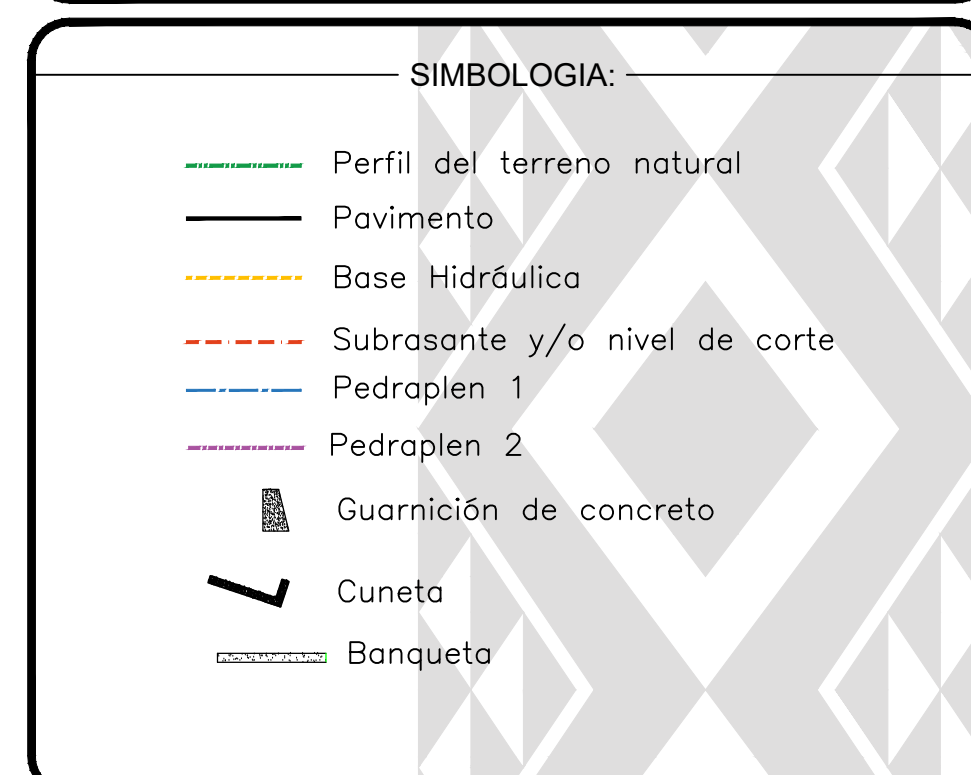 SIMBOLOGIA:
Perfil del terreno natural
Pavimento
Base Hidráulica
Subrasante y/o nivel de corte
Pedraplen 1
Pedraplen 2
Guarnición de concreto
Cuneta
Banqueta